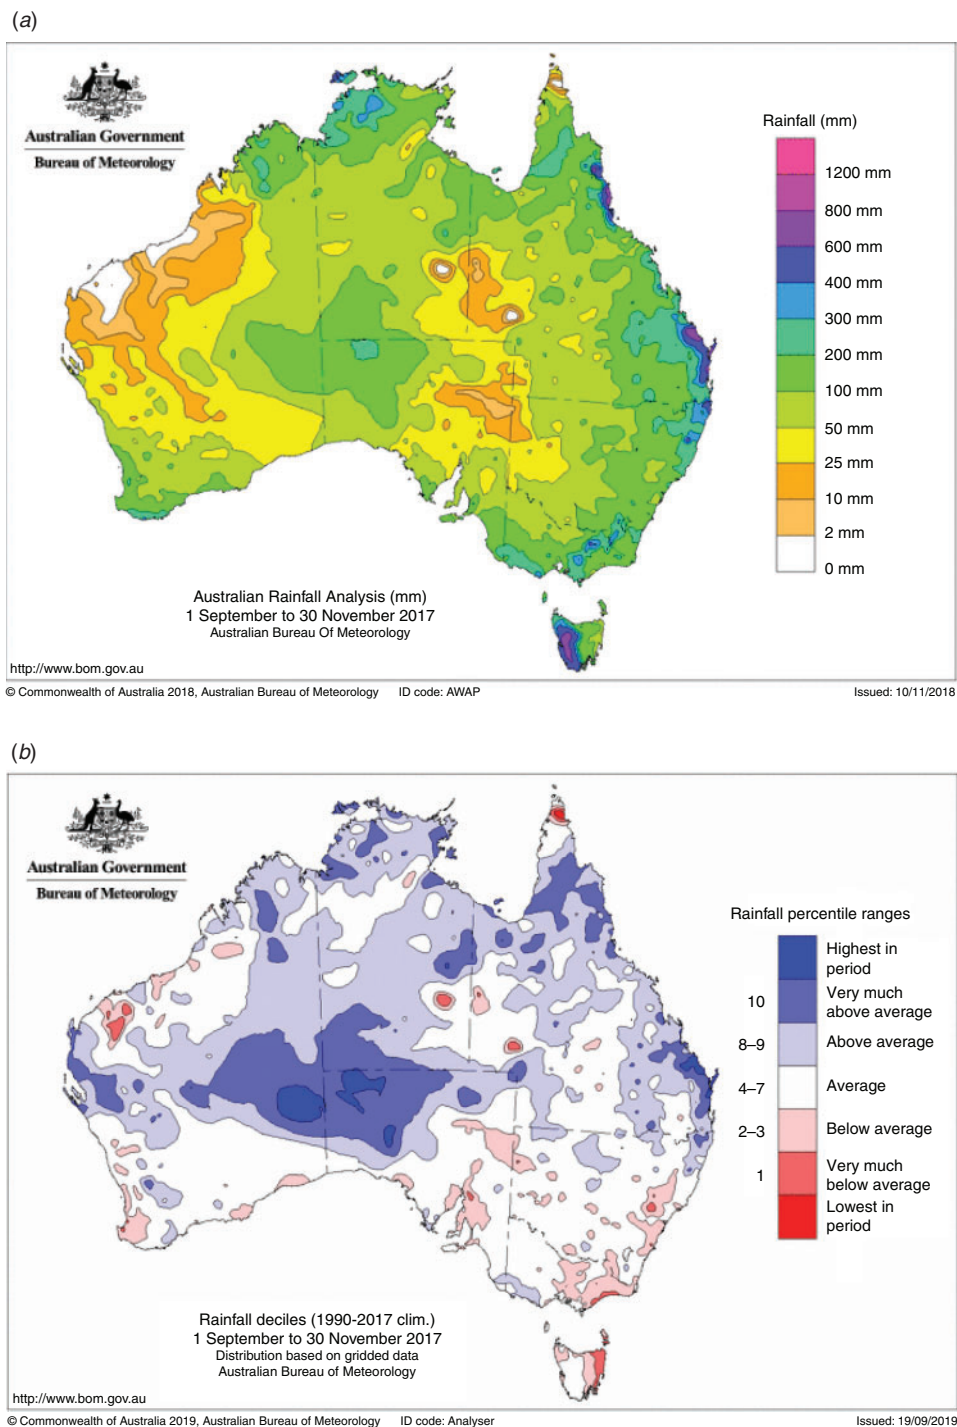 (a)
Australian Government
Bureau of Meteorology
Rainfall (mm)
1200 mm
800 mm
600 mm
400 mm
300 mm
200 mm
100 mm
50 mm
25 mm
10 mm
2 mm
0 mm
Australian Rainfall Analysis (mm)
1 September to 30 November 2017
Australian Bureau Of Meteorology
http://www.bom.gov.au
© Commonwealth of Australia 2018, Australian Bureau of Meteorology ID code: AWAP Issued: 10/11/2018
(b)
Australian Government
Bureau of Meteorology
Rainfall percentile ranges
Highest in
period
10 Very much
above average
8–9 Above average
4–7 Average
2–3 Below average
1 Very much
below average
Lowest in
period
Rainfall deciles (1990-2017 clim.)
1 September to 30 November 2017
Distribution based on gridded data
Australian Bureau of Meteorology
http://www.bom.gov.au
© Commonwealth of Australia 2019, Australian Bureau of Meteorology ID code: Analyser Issued: 19/09/2019